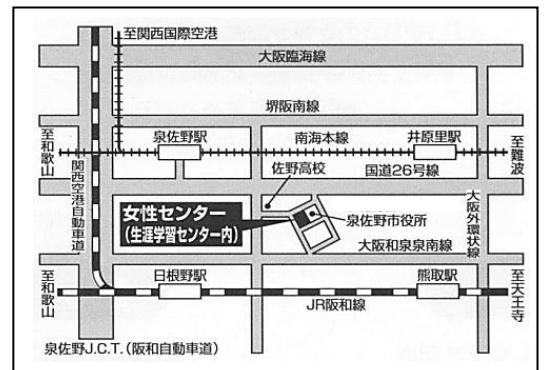 至関西国際空港
大阪臨海線
堺阪南線
至和歌山
泉佐野駅
南海本線
井原里駅
至難波
関西空港自動車道
佐野高校
国道26号線
女性センター
(生涯学習センター内)
泉佐野市役所
大阪外環状線
大阪和泉泉南線
至和歌山
日根野駅
熊取駅
至天王寺
JR阪和線
泉佐野J.C.T.(阪和自動車道)